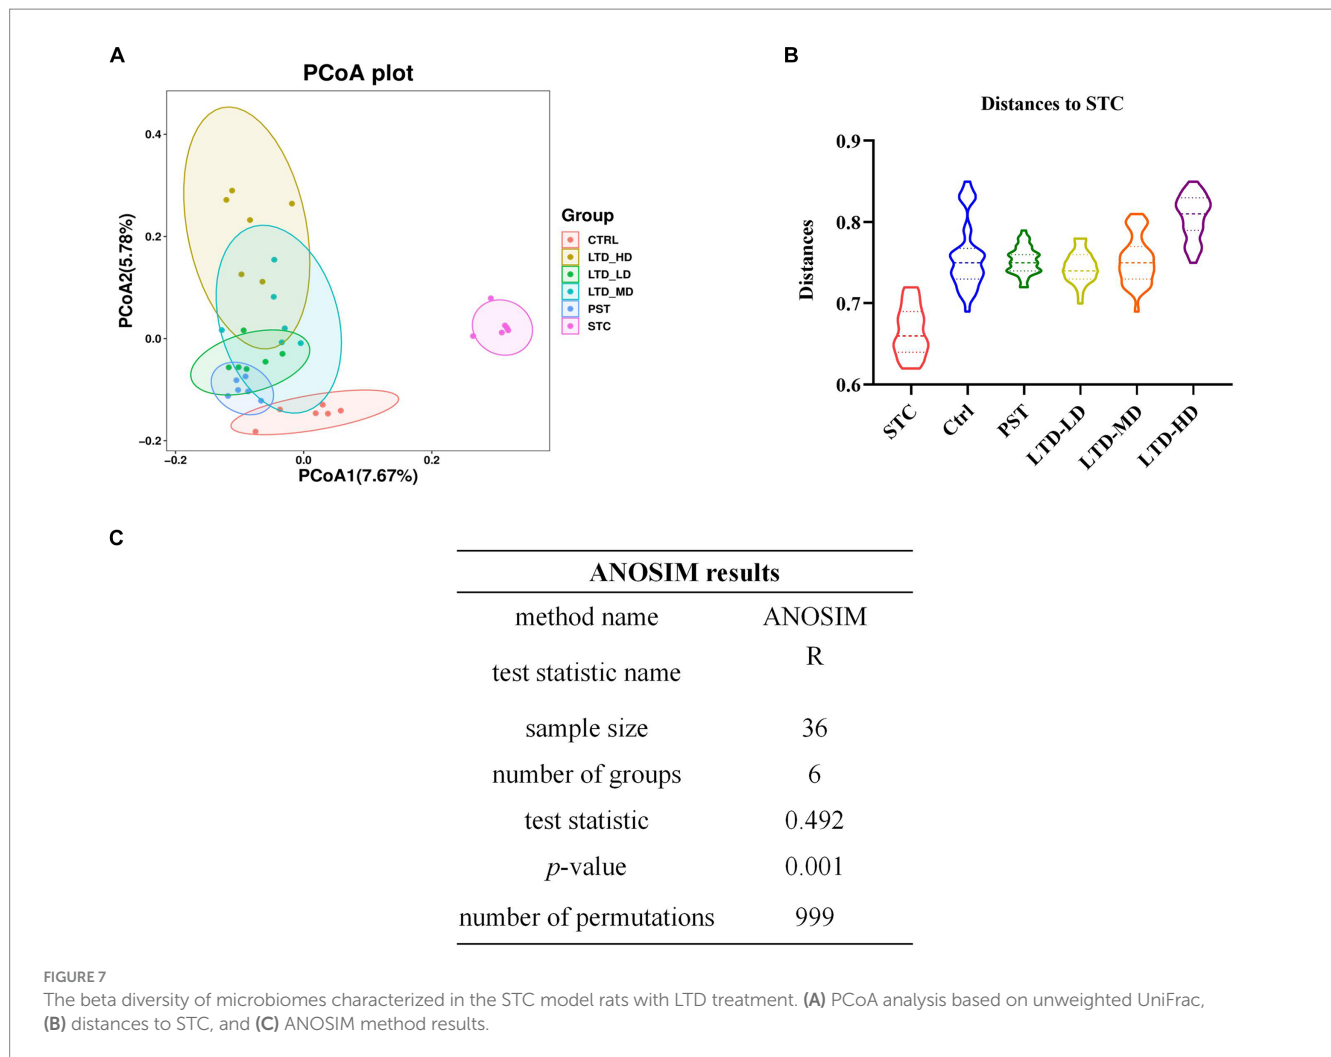 A
PCoA plot
0.4
0.2
0.0
−0.2
PCoA2(5.78%)
−0.2
0.0
0.2
PCoA1(7.67%)
Group
CTRL
LTD_HD
LTD_LD
LTD_MD
PST
STC
B
Distances to STC
0.9
0.8
0.7
0.6
Distances
STC
Ctrl
PST
LTD-LD
LTD-MD
LTD-HD
C
ANOSIM results
method name ANOSIM
test statistic name R
sample size 36
number of groups 6
test statistic 0.492
p-value 0.001
number of permutations 999
FIGURE 7
The beta diversity of microbiomes characterized in the STC model rats with LTD treatment. (A) PCoA analysis based on unweighted UniFrac,
(B) distances to STC, and (C) ANOSIM method results.